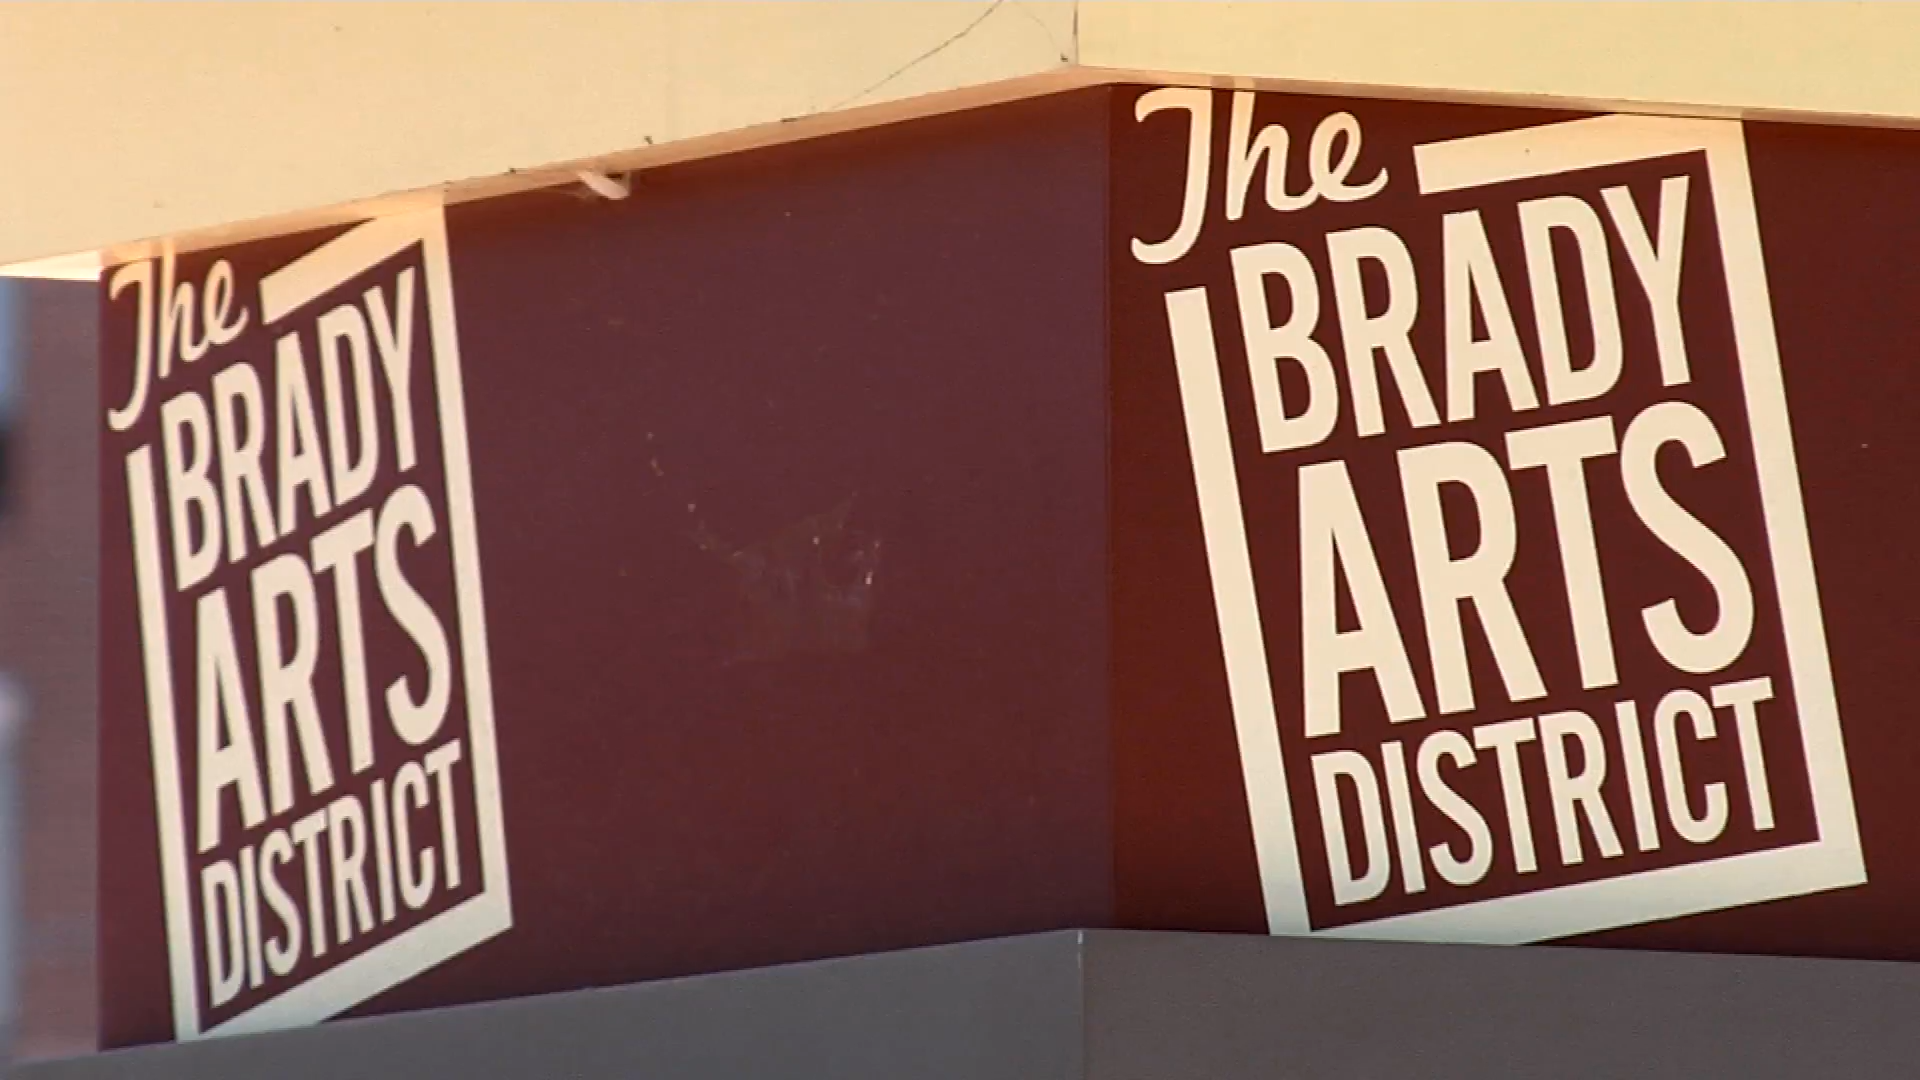 The
BRADY
ARTS
DISTRICT
The
BRADY
ARTS
DISTRICT